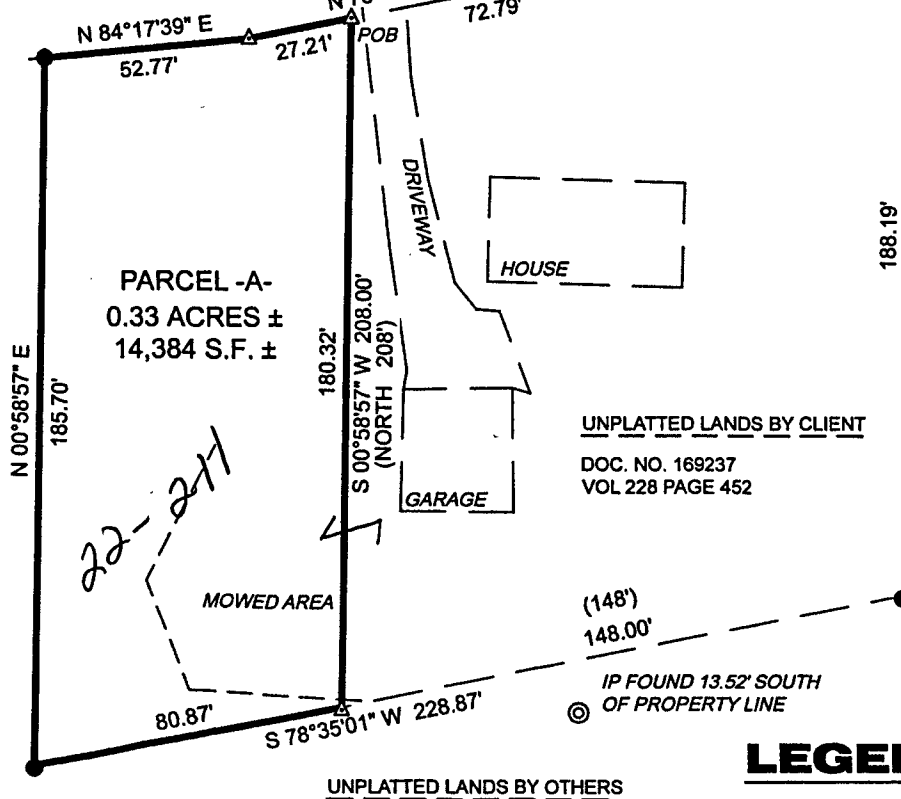 N 84°17'39" E
52.77'
27.21'
POB
72.79'
DRIVEWAY
HOUSE
188.19'
PARCEL -A-
0.33 ACRES ±
14,384 S.F. ±
N 00°58'57" E
185.70'
180.32'
S 00°58'57" W 208.00'
(NORTH 208')
UNPLATTED LANDS BY CLIENT
DOC. NO. 169237
VOL 228 PAGE 452
GARAGE
22-211
MOWED AREA
(148')
148.00'
IP FOUND 13.52' SOUTH
OF PROPERTY LINE
80.87'
S 78°35'01" W 228.87'
UNPLATTED LANDS BY OTHERS